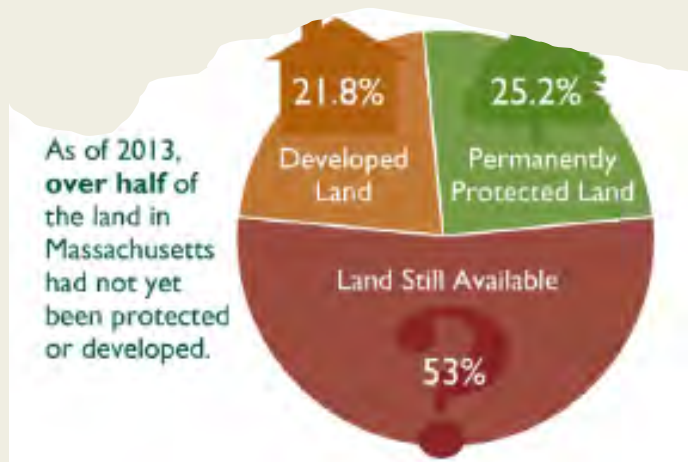 21.8%
25.2%
As of 2013,
over half of
the land in
Massachusetts
had not yet
been protected
or developed.
Developed
Land
Permanently
Protected Land
Land Still Available
?
53%